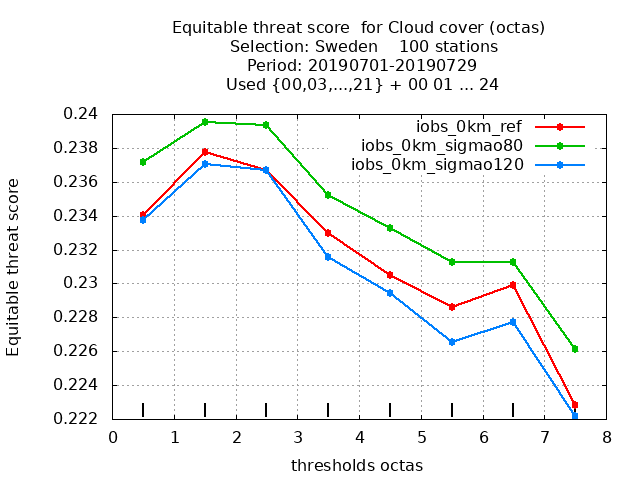 Equitable threat score  for Cloud cover (octas)
Selection: Sweden    100 stations
Period: 20190701-20190729
Used {00,03,...,21} + 00 01 ... 24
iobs_0km_ref
iobs_0km_sigmao80
iobs_0km_sigmao120
Equitable threat score
0.24
0.238
0.236
0.234
0.232
0.23
0.228
0.226
0.224
0.222
0 1 2 3 4 5 6 7 8
thresholds octas